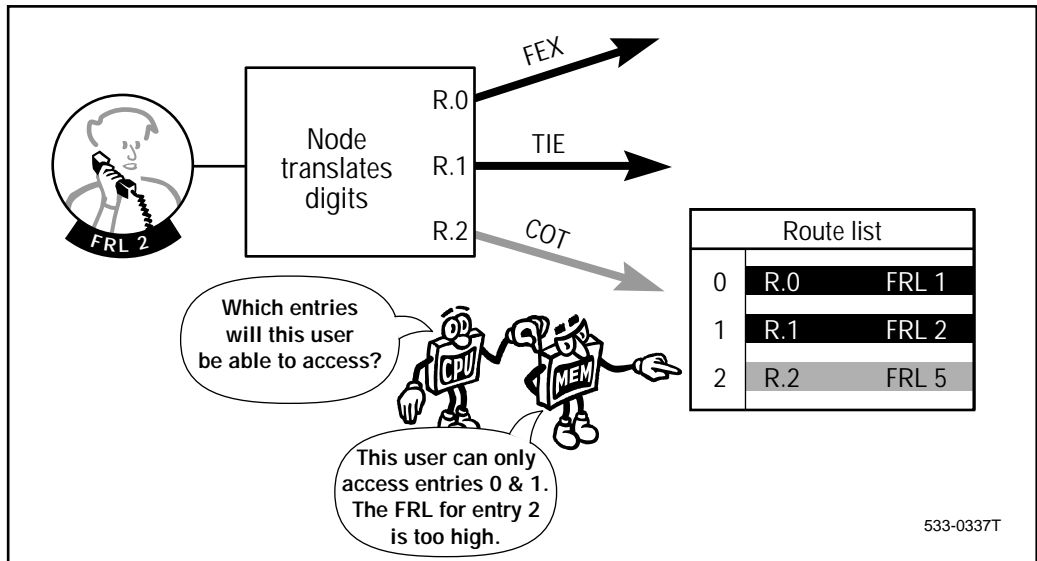 FEX
TIE
COT
R.0
R.1
R.2
Node
translates
digits
FRL 2
Route list
0 R.0 FRL 1
1 R.1 FRL 2
2 R.2 FRL 5
Which entries
will this user
be able to access?
CPU
MEM
This user can only
access entries 0 & 1.
The FRL for entry 2
is too high.
533-0337T